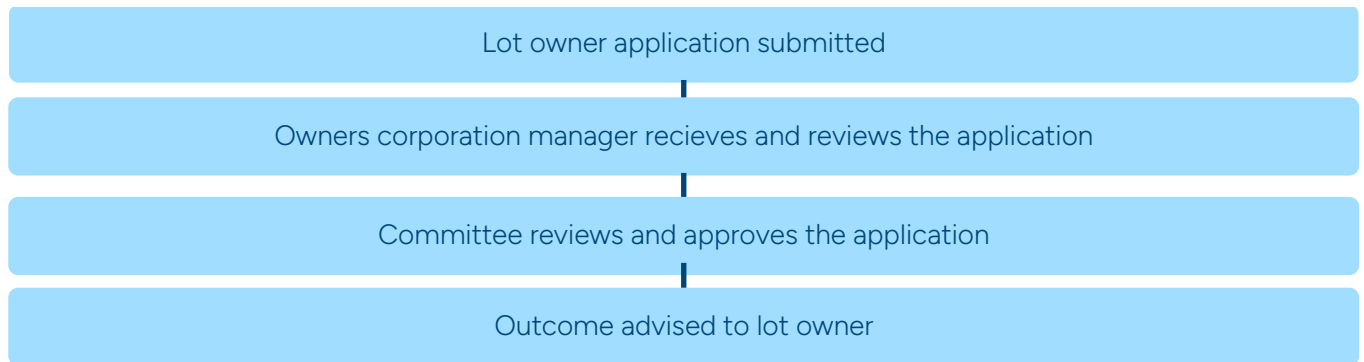 Lot owner application submitted
Owners corporation manager recieves and reviews the application
Committee reviews and approves the application
Outcome advised to lot owner